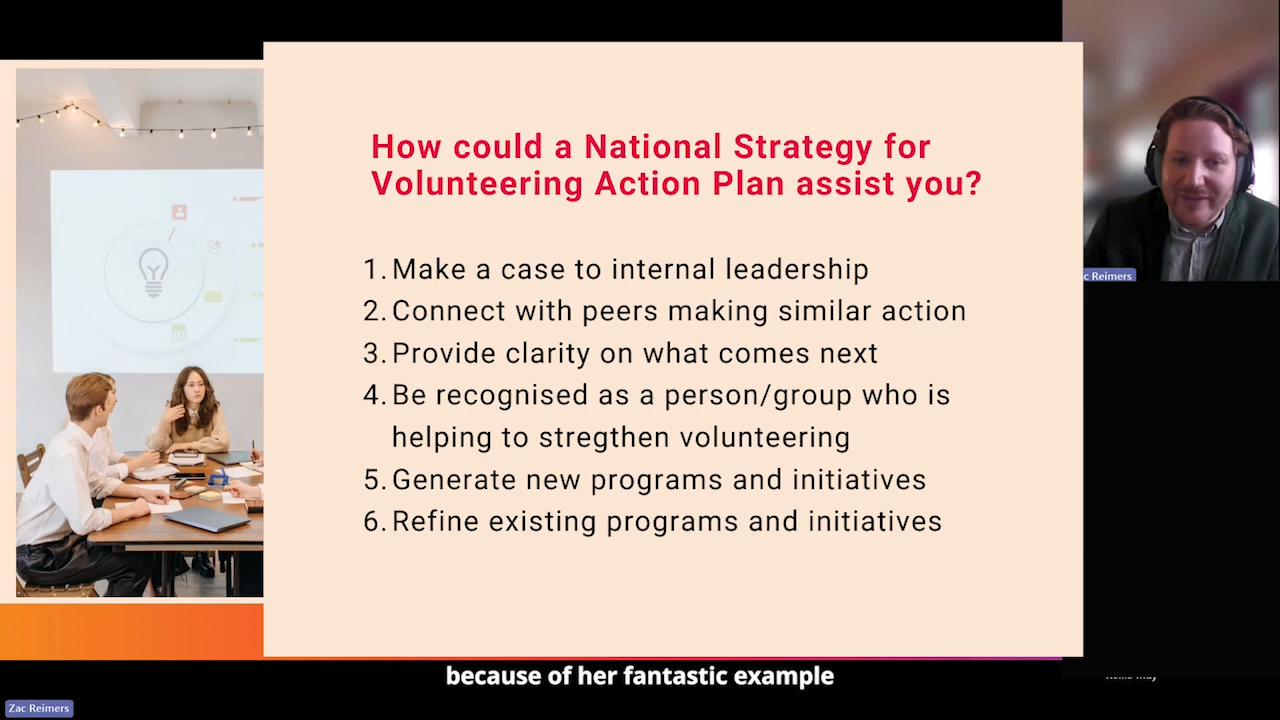 How could a National Strategy for
Volunteering Action Plan assist you?
1. Make a case to internal leadership
2. Connect with peers making similar action
3. Provide clarity on what comes next
4. Be recognised as a person/group who is
helping to stregthen volunteering
5. Generate new programs and initiatives
6. Refine existing programs and initiatives
c Reimers
because of her fantastic example
Zac Reimers